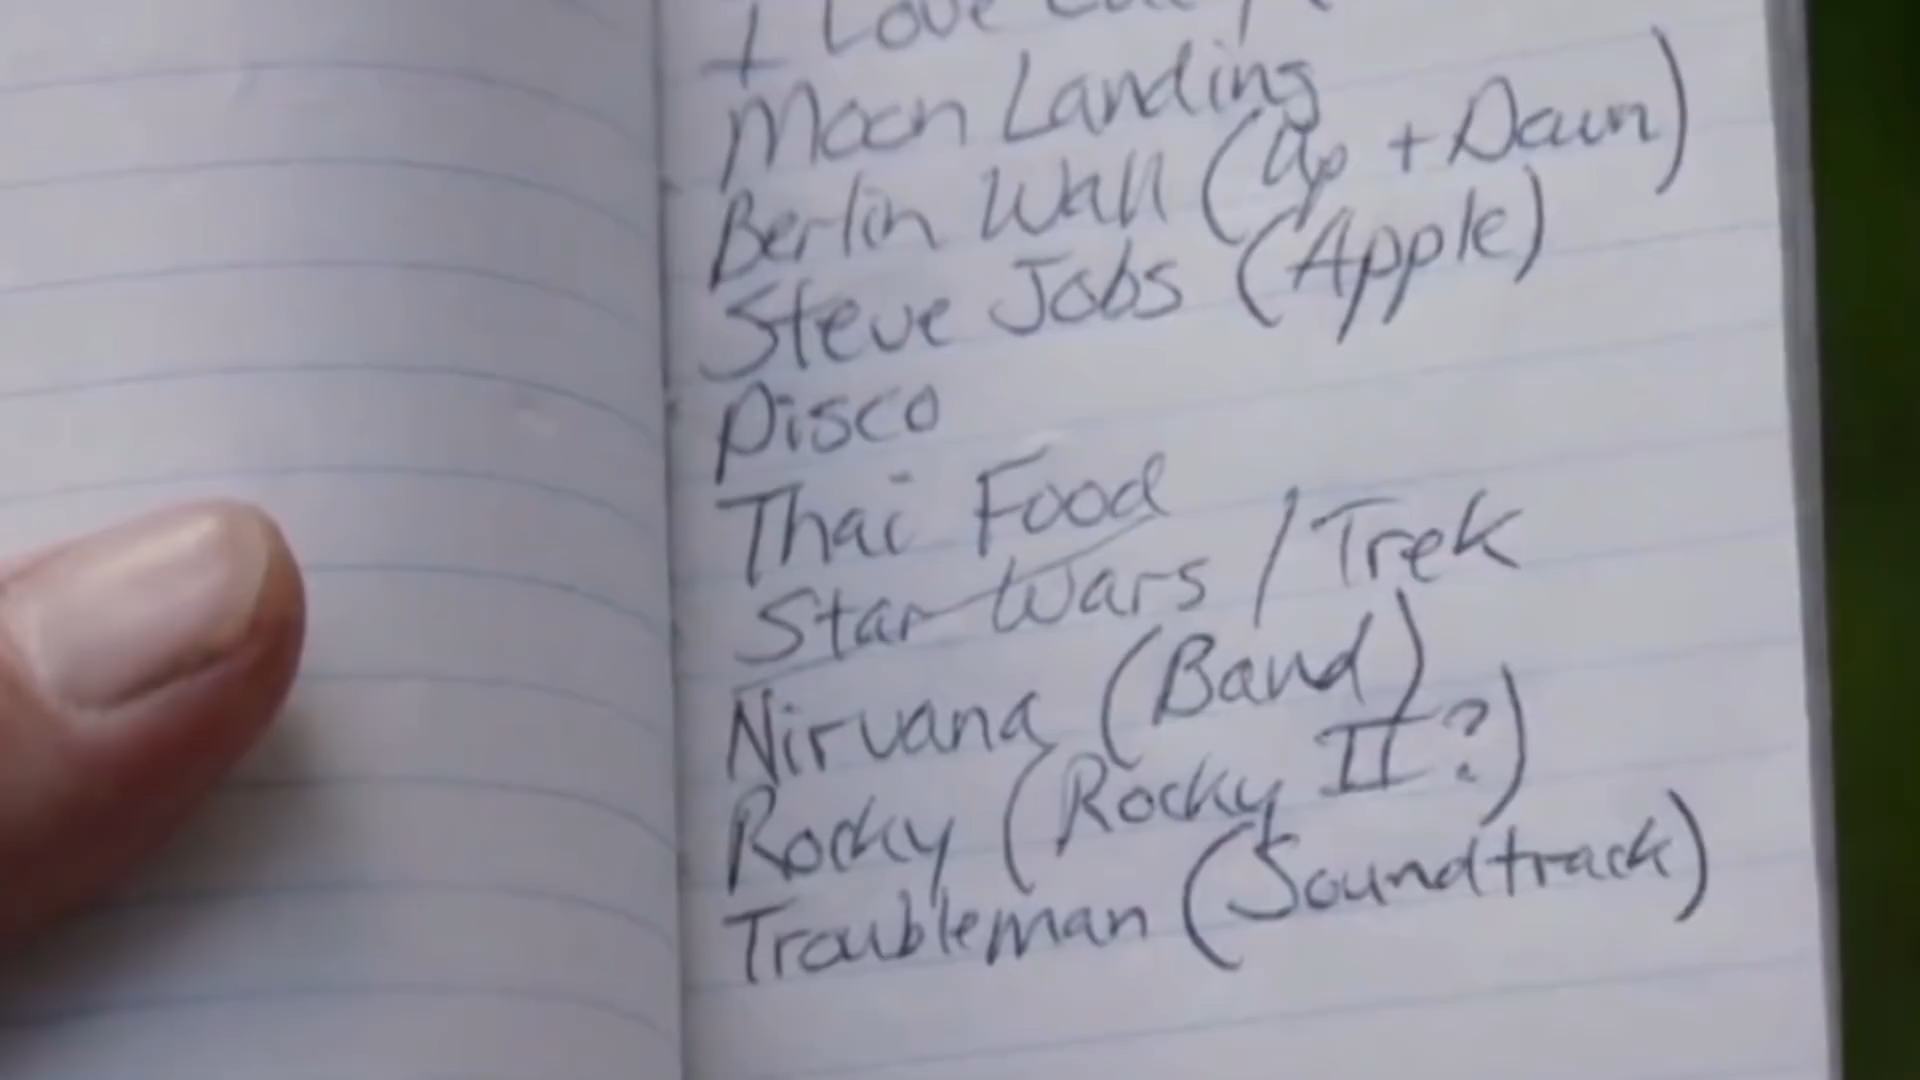 I Love
Moon Landing
Berlin Wall (Up + Down)
Steve Jobs (Apple)
Disco
Thai Food
Star Wars / Trek
Nirvana (Band)
Rocky (Rocky II?)
Troubleman (Soundtrack)